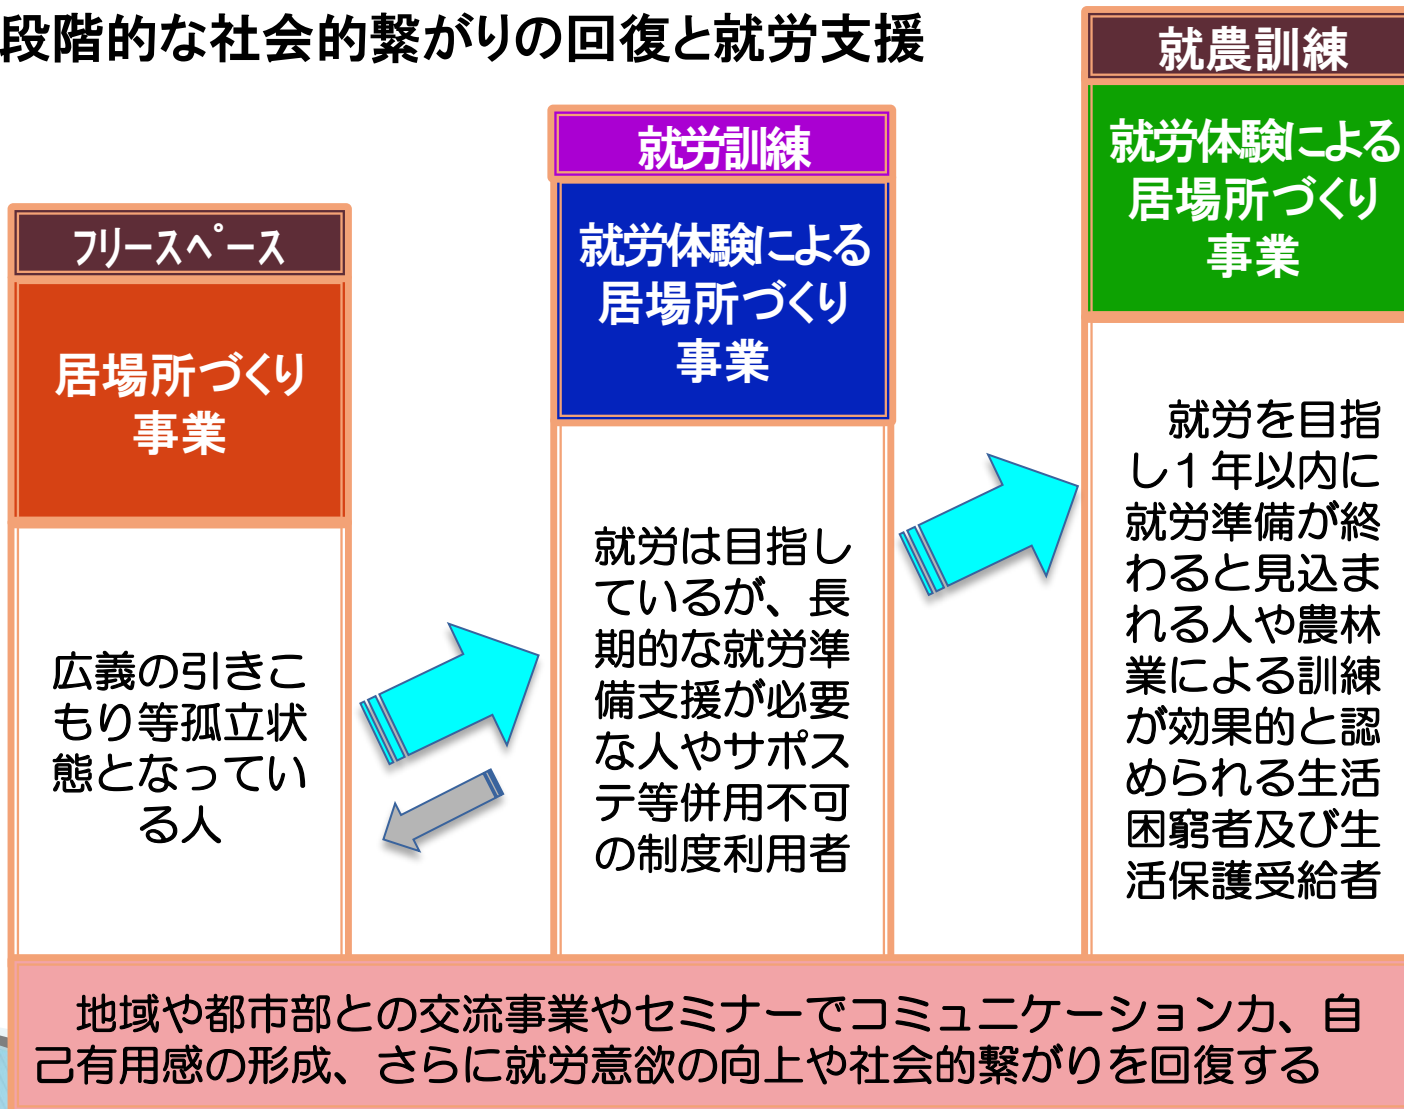 段階的な社会的繋がりの回復と就労支援
フリースペース
居場所づくり
事業
広義の引きこ
もり等孤立状
態となってい
る人
就労訓練
就労体験による
居場所づくり
事業
就労は目指し
ているが、長
期的な就労準
備支援が必要
な人やサポス
テ等併用不可
の制度利用者
就農訓練
就労体験による
居場所づくり
事業
就労を目指
し1年以内に
就労準備が終
わると見込ま
れる人や農林
業による訓練
が効果的と認
められる生活
困窮者及び生
活保護受給者
地域や都市部との交流事業やセミナーでコミュニケーション力、自
己有用感の形成、さらに就労意欲の向上や社会的繋がりを回復する